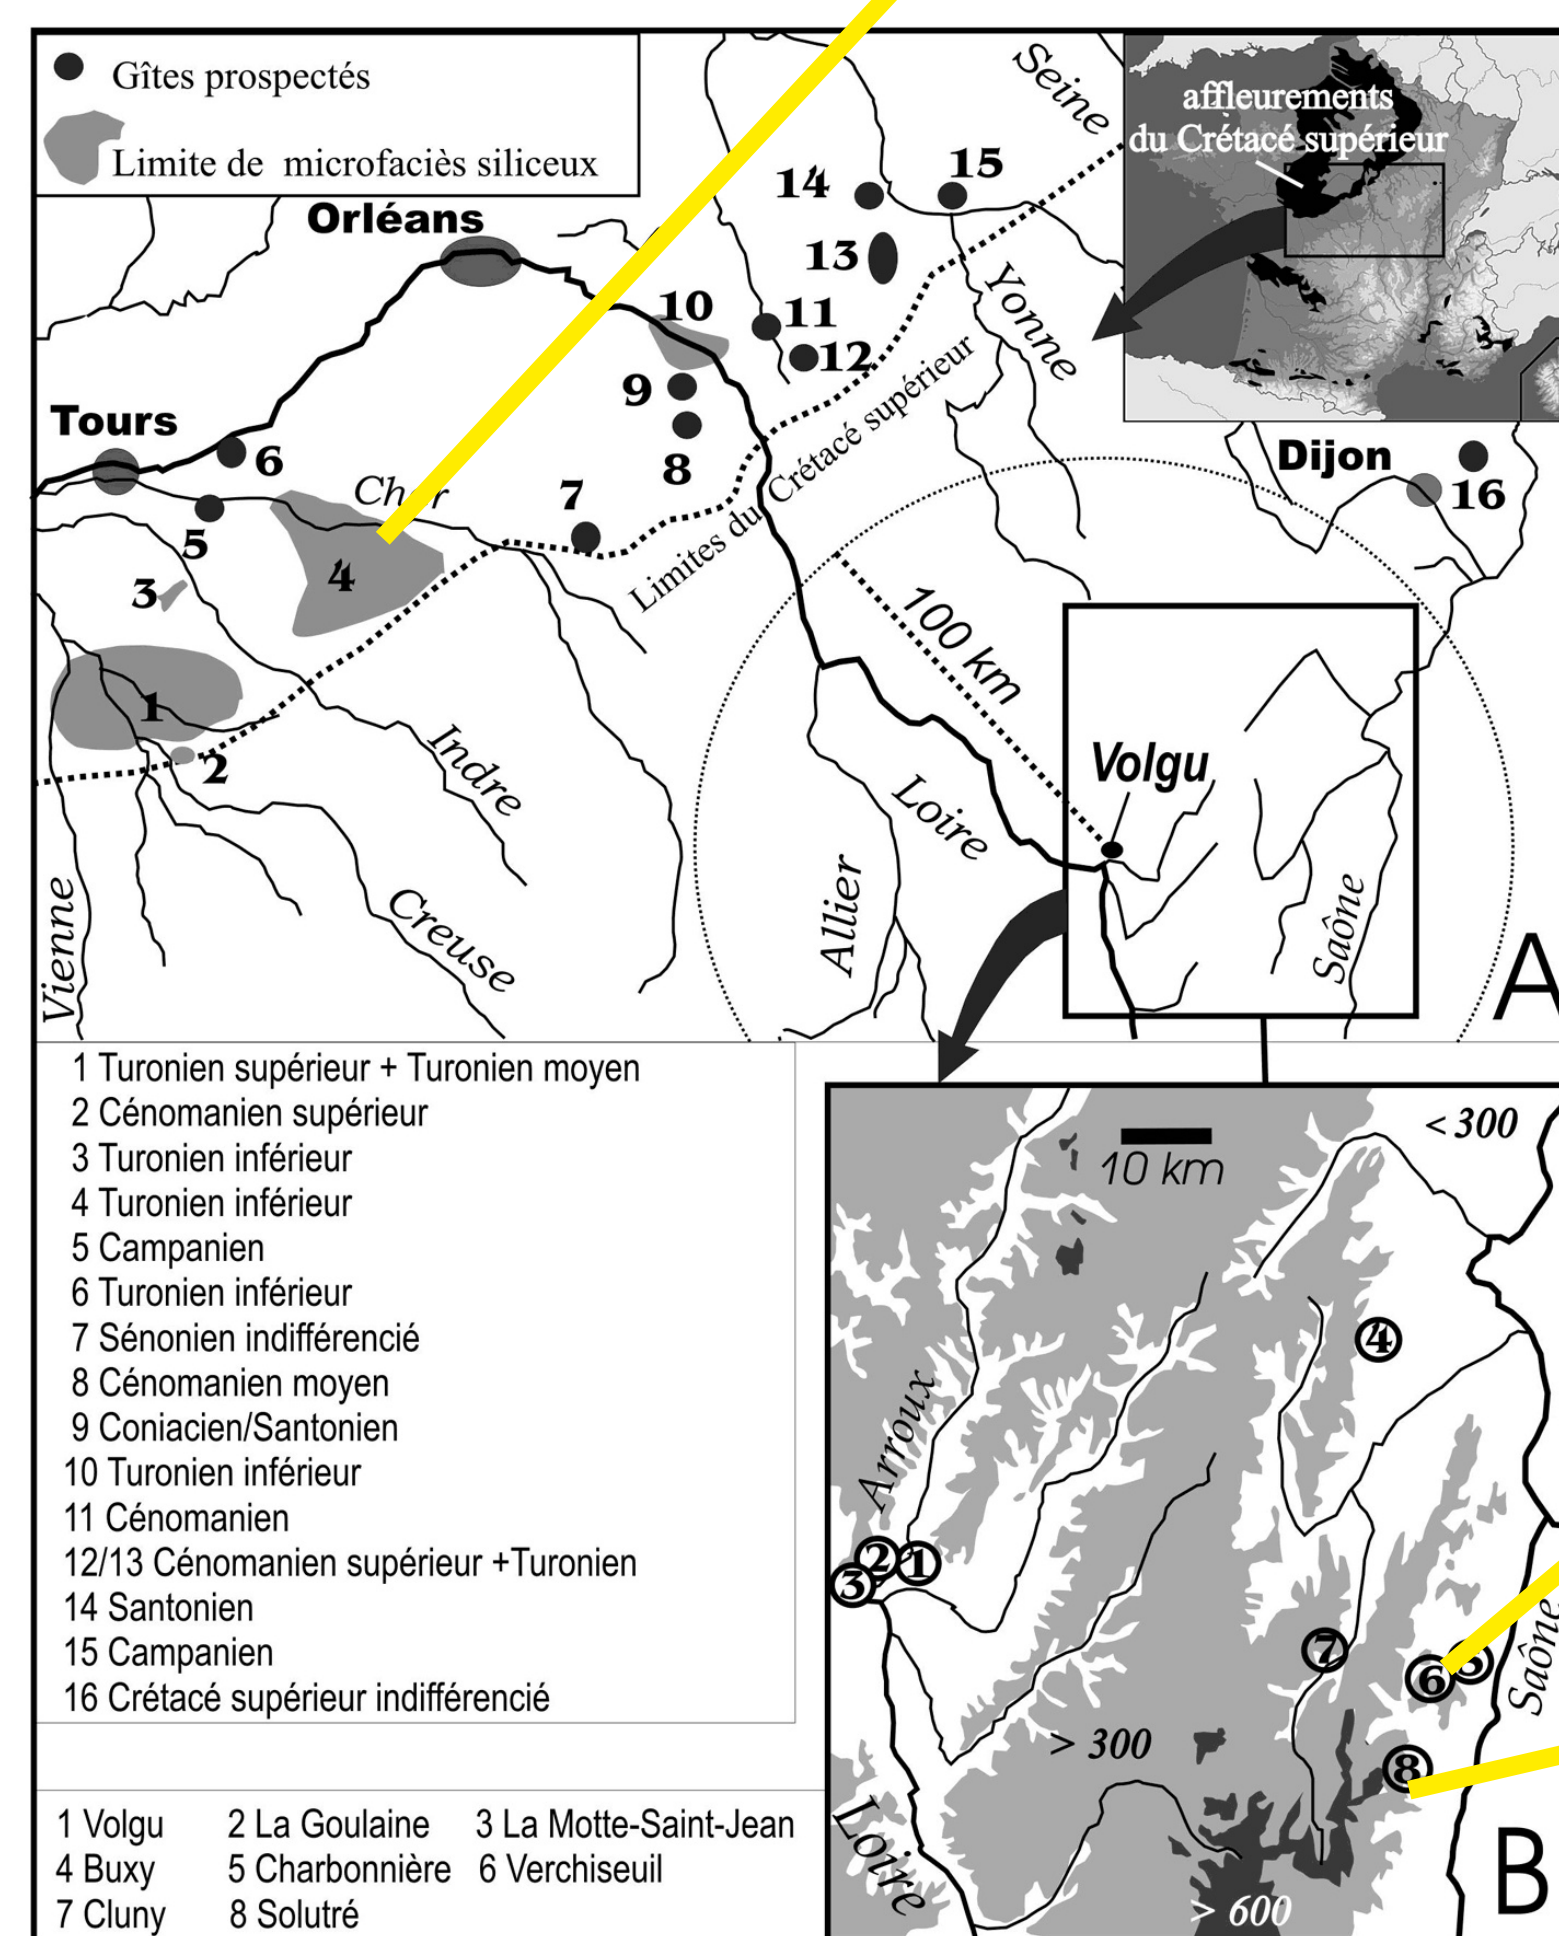 Gîtes prospectés
Limite de microfaciès siliceux
Seine
affleurements
du Crétacé supérieur
Orléans
14
15
13
Yonne
10
11
12
9
8
Limites du Crétacé supérieur
Tours
6
Cher
7
5
4
3
Dijon
16
1
2
100 km
Volgu
Indre
Loire
Creuse
Allier
Vienne
Saône
A
1 Turonien supérieur + Turonien moyen
2 Cénomanien supérieur
3 Turonien inférieur
4 Turonien inférieur
5 Campanien
6 Turonien inférieur
7 Sénonien indifférencié
8 Cénomanien moyen
9 Coniacien/Santonien
10 Turonien inférieur
11 Cénomanien
12/13 Cénomanien supérieur +Turonien
14 Santonien
15 Campanien
16 Crétacé supérieur indifférencié
1 Volgu 2 La Goulaine 3 La Motte-Saint-Jean
4 Buxy 5 Charbonnière 6 Verchiseuil
7 Cluny 8 Solutré
< 300
10 km
4
Arroux
2
1
3
7
6
5
Saône
> 300
8
Loire
B
> 600